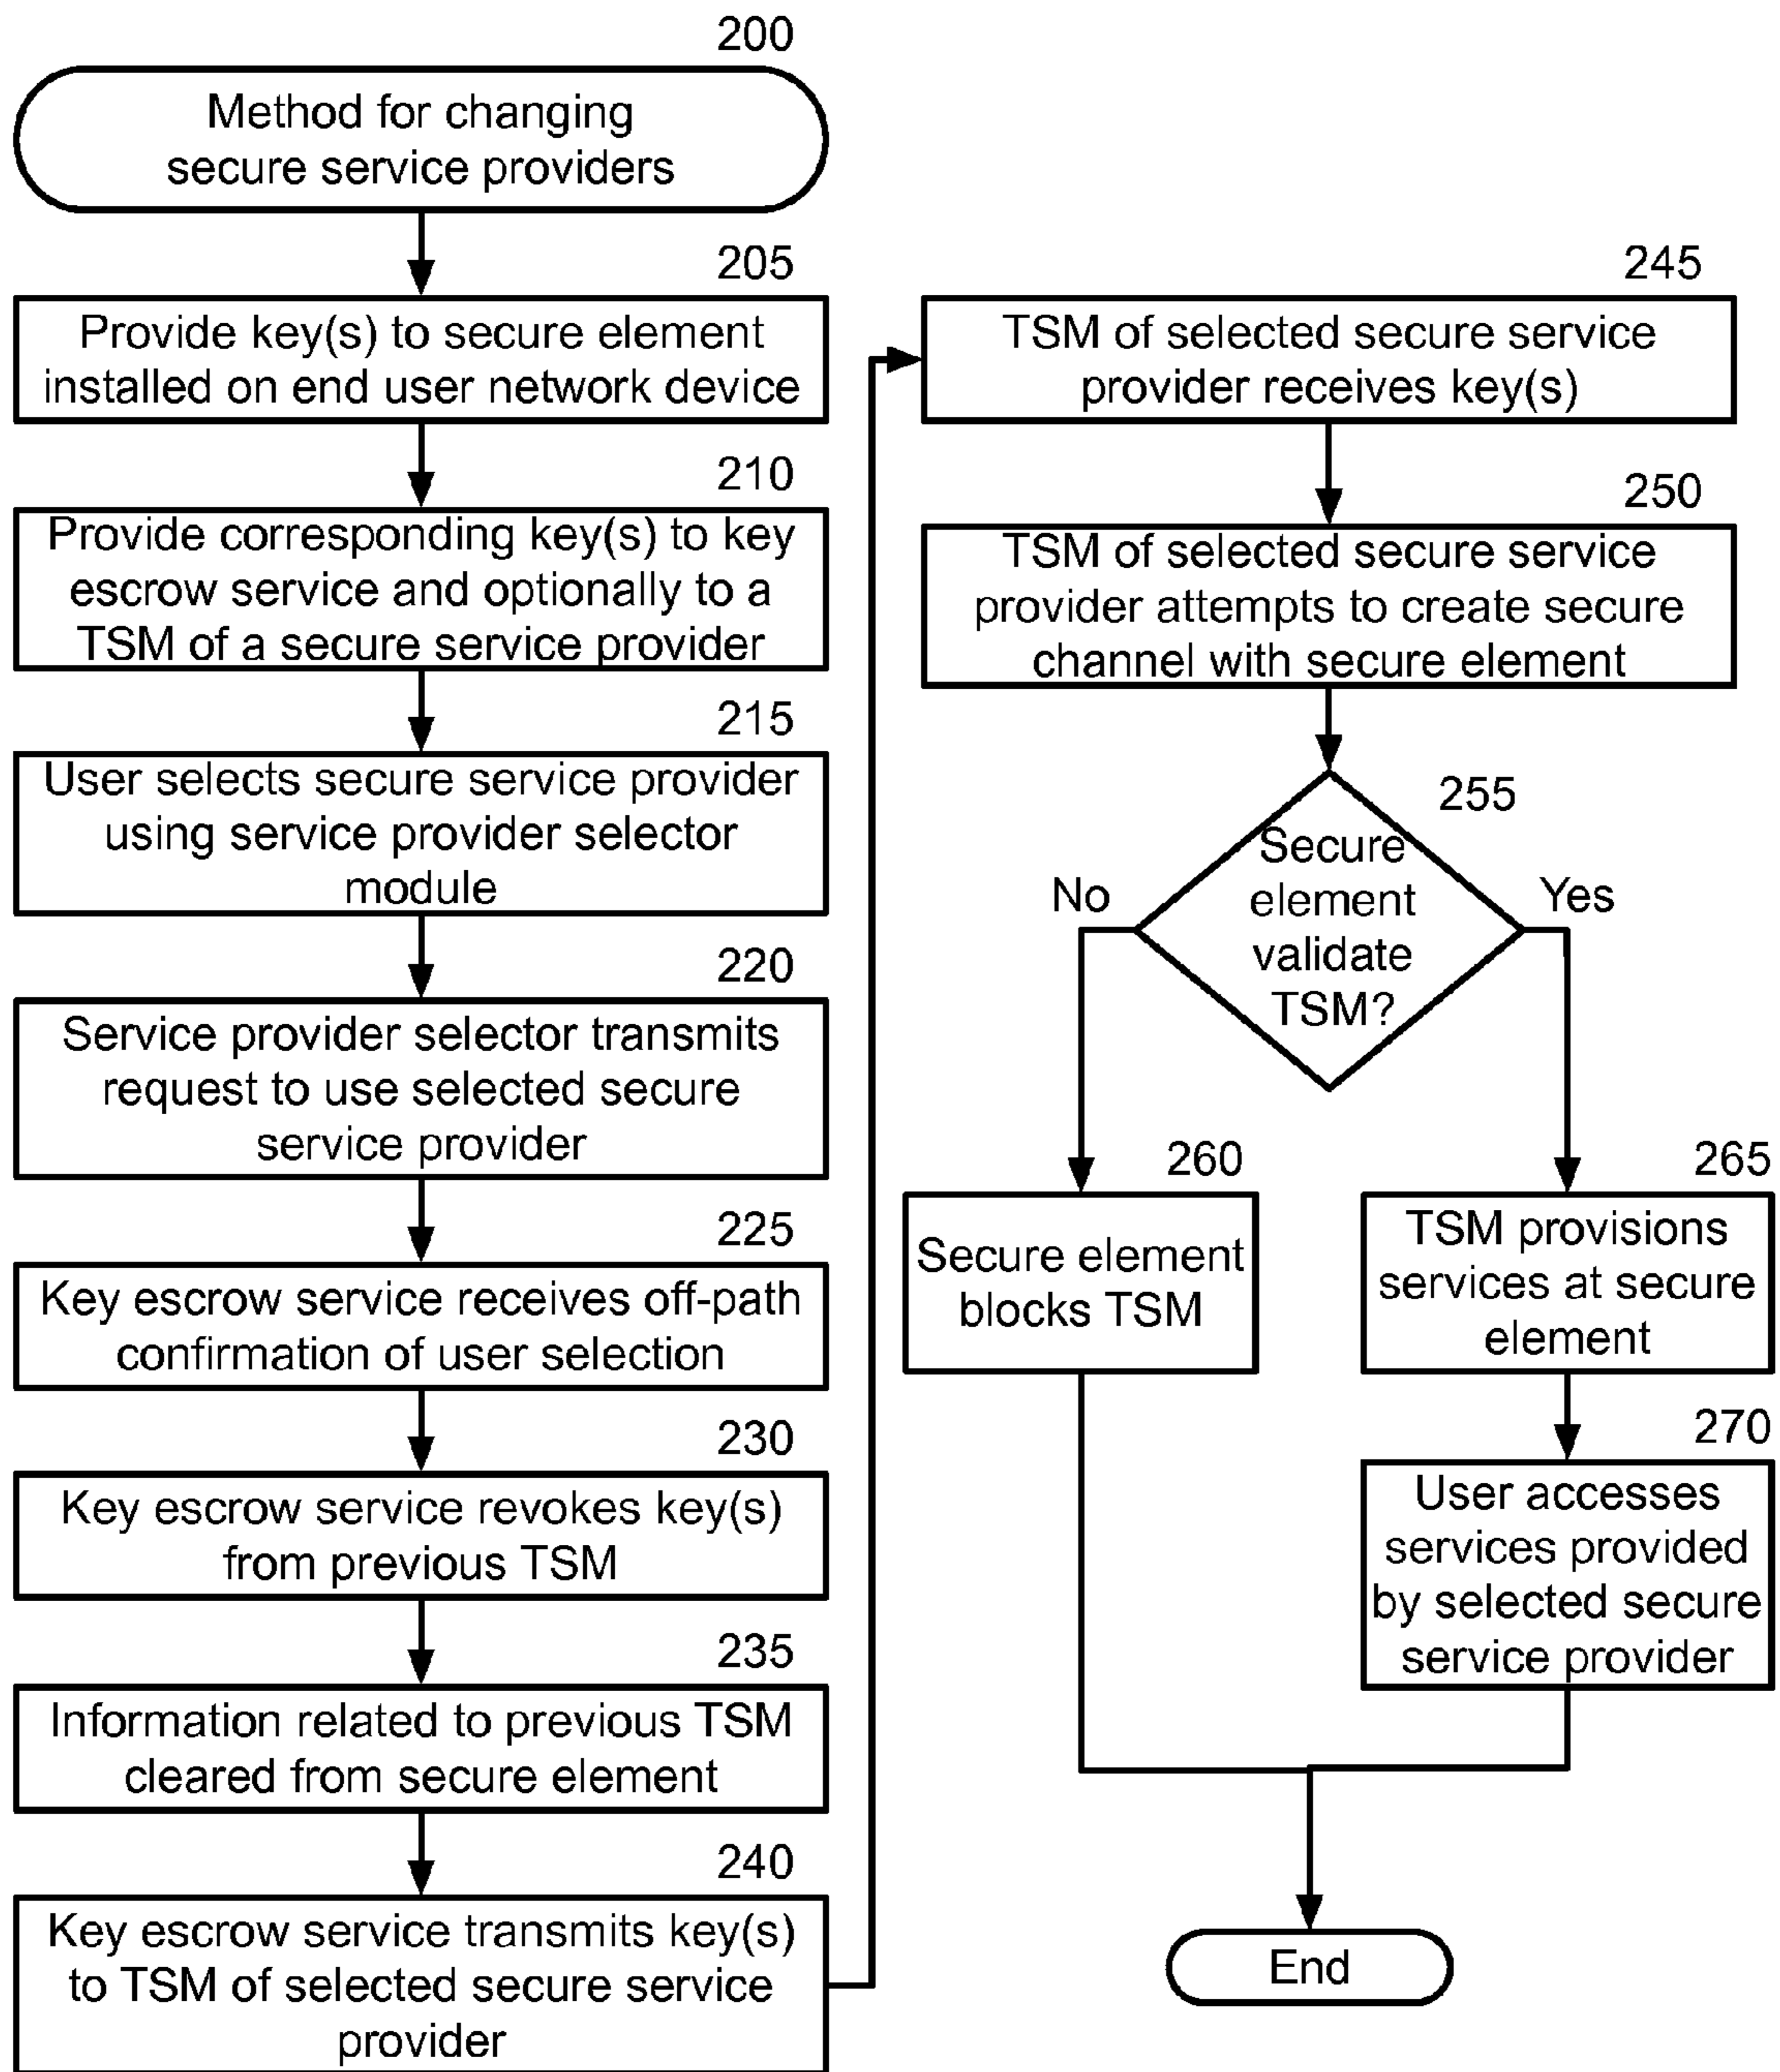 200
Method for changing
secure service providers
205
Provide key(s) to secure element
installed on end user network device
210
Provide corresponding key(s) to key
escrow service and optionally to a
TSM of a secure service provider
215
User selects secure service provider
using service provider selector
module
220
Service provider selector transmits
request to use selected secure
service provider
225
Key escrow service receives off-path
confirmation of user selection
230
Key escrow service revokes key(s)
from previous TSM
235
Information related to previous TSM
cleared from secure element
240
Key escrow service transmits key(s)
to TSM of selected secure service
provider
245
TSM of selected secure service
provider receives key(s)
250
TSM of selected secure service
provider attempts to create secure
channel with secure element
255
Secure
element
validate
TSM?
No
Yes
260
Secure element
blocks TSM
265
TSM provisions
services at secure
element
270
User accesses
services provided
by selected secure
service provider
End